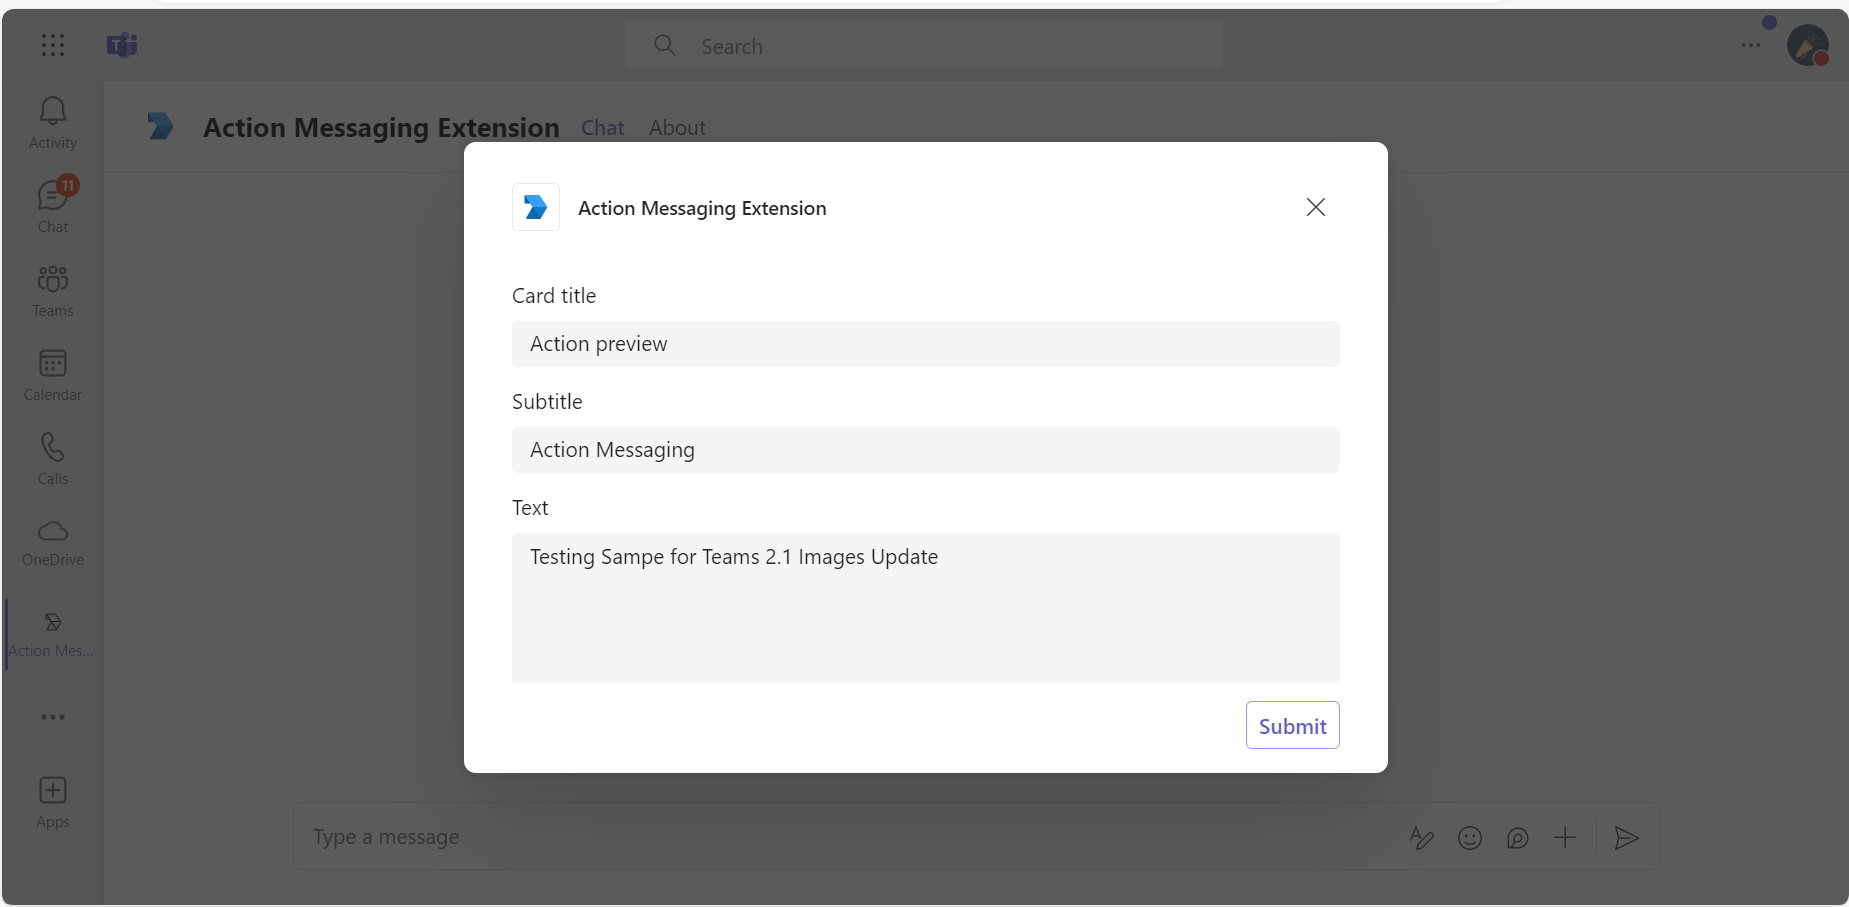 Search
Activity
11
Chat
Teams
Calendar
Calls
OneDrive
Action Mes...
Apps
Action Messaging Extension
Chat
About
Action Messaging Extension
Card title
Action preview
Subtitle
Action Messaging
Text
Testing Sampe for Teams 2.1 Images Update
Submit
Type a message